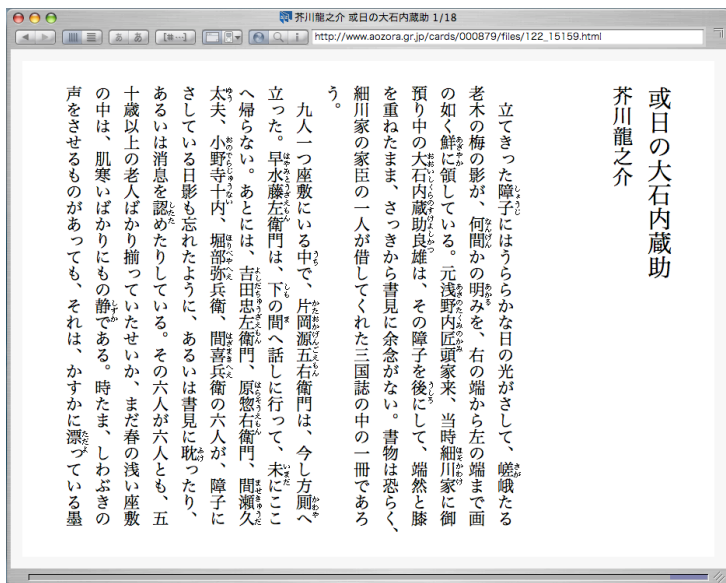 芥川龍之介 或日の大石内蔵助 1/18
http://www.aozora.gr.jp/cards/000879/files/122_15159.html
或日の大石内蔵助
芥川龍之介
立てきった障子にはうららかな日の光がさして、嵯峨たる
老木の梅の影が、何間かの明みを、右の端から左の端まで画
の如く鮮に領している。元浅野内匠頭家来、当時細川家に御
預り中の大石内蔵助良雄は、その障子を後にして、端然と膝
を重ねたまま、さっきから書見に余念がない。書物は恐らく、
細川家の家臣の一人が借してくれた三国誌の中の一冊であろ
う。
九人一つ座敷にいる中で、片岡源五右衛門は、今し方厠へ
立った。早水藤左衛門は、下の間へ話しに行って、未にここ
へ帰らない。あとには、吉田忠左衛門、原惣右衛門、間瀬久
太夫、小野寺十内、堀部弥兵衛、間喜兵衛の六人が、障子に
さしている日影も忘れたように、あるいは書見に耽ったり、
あるいは消息を認めたりしている。その六人が六人とも、五
十歳以上の老人ばかり揃っていたせいか、まだ春の浅い座敷
の中は、肌寒いばかりにもの静である。時たま、しわぶきの
声をさせるものがあっても、それは、かすかに漂っている墨